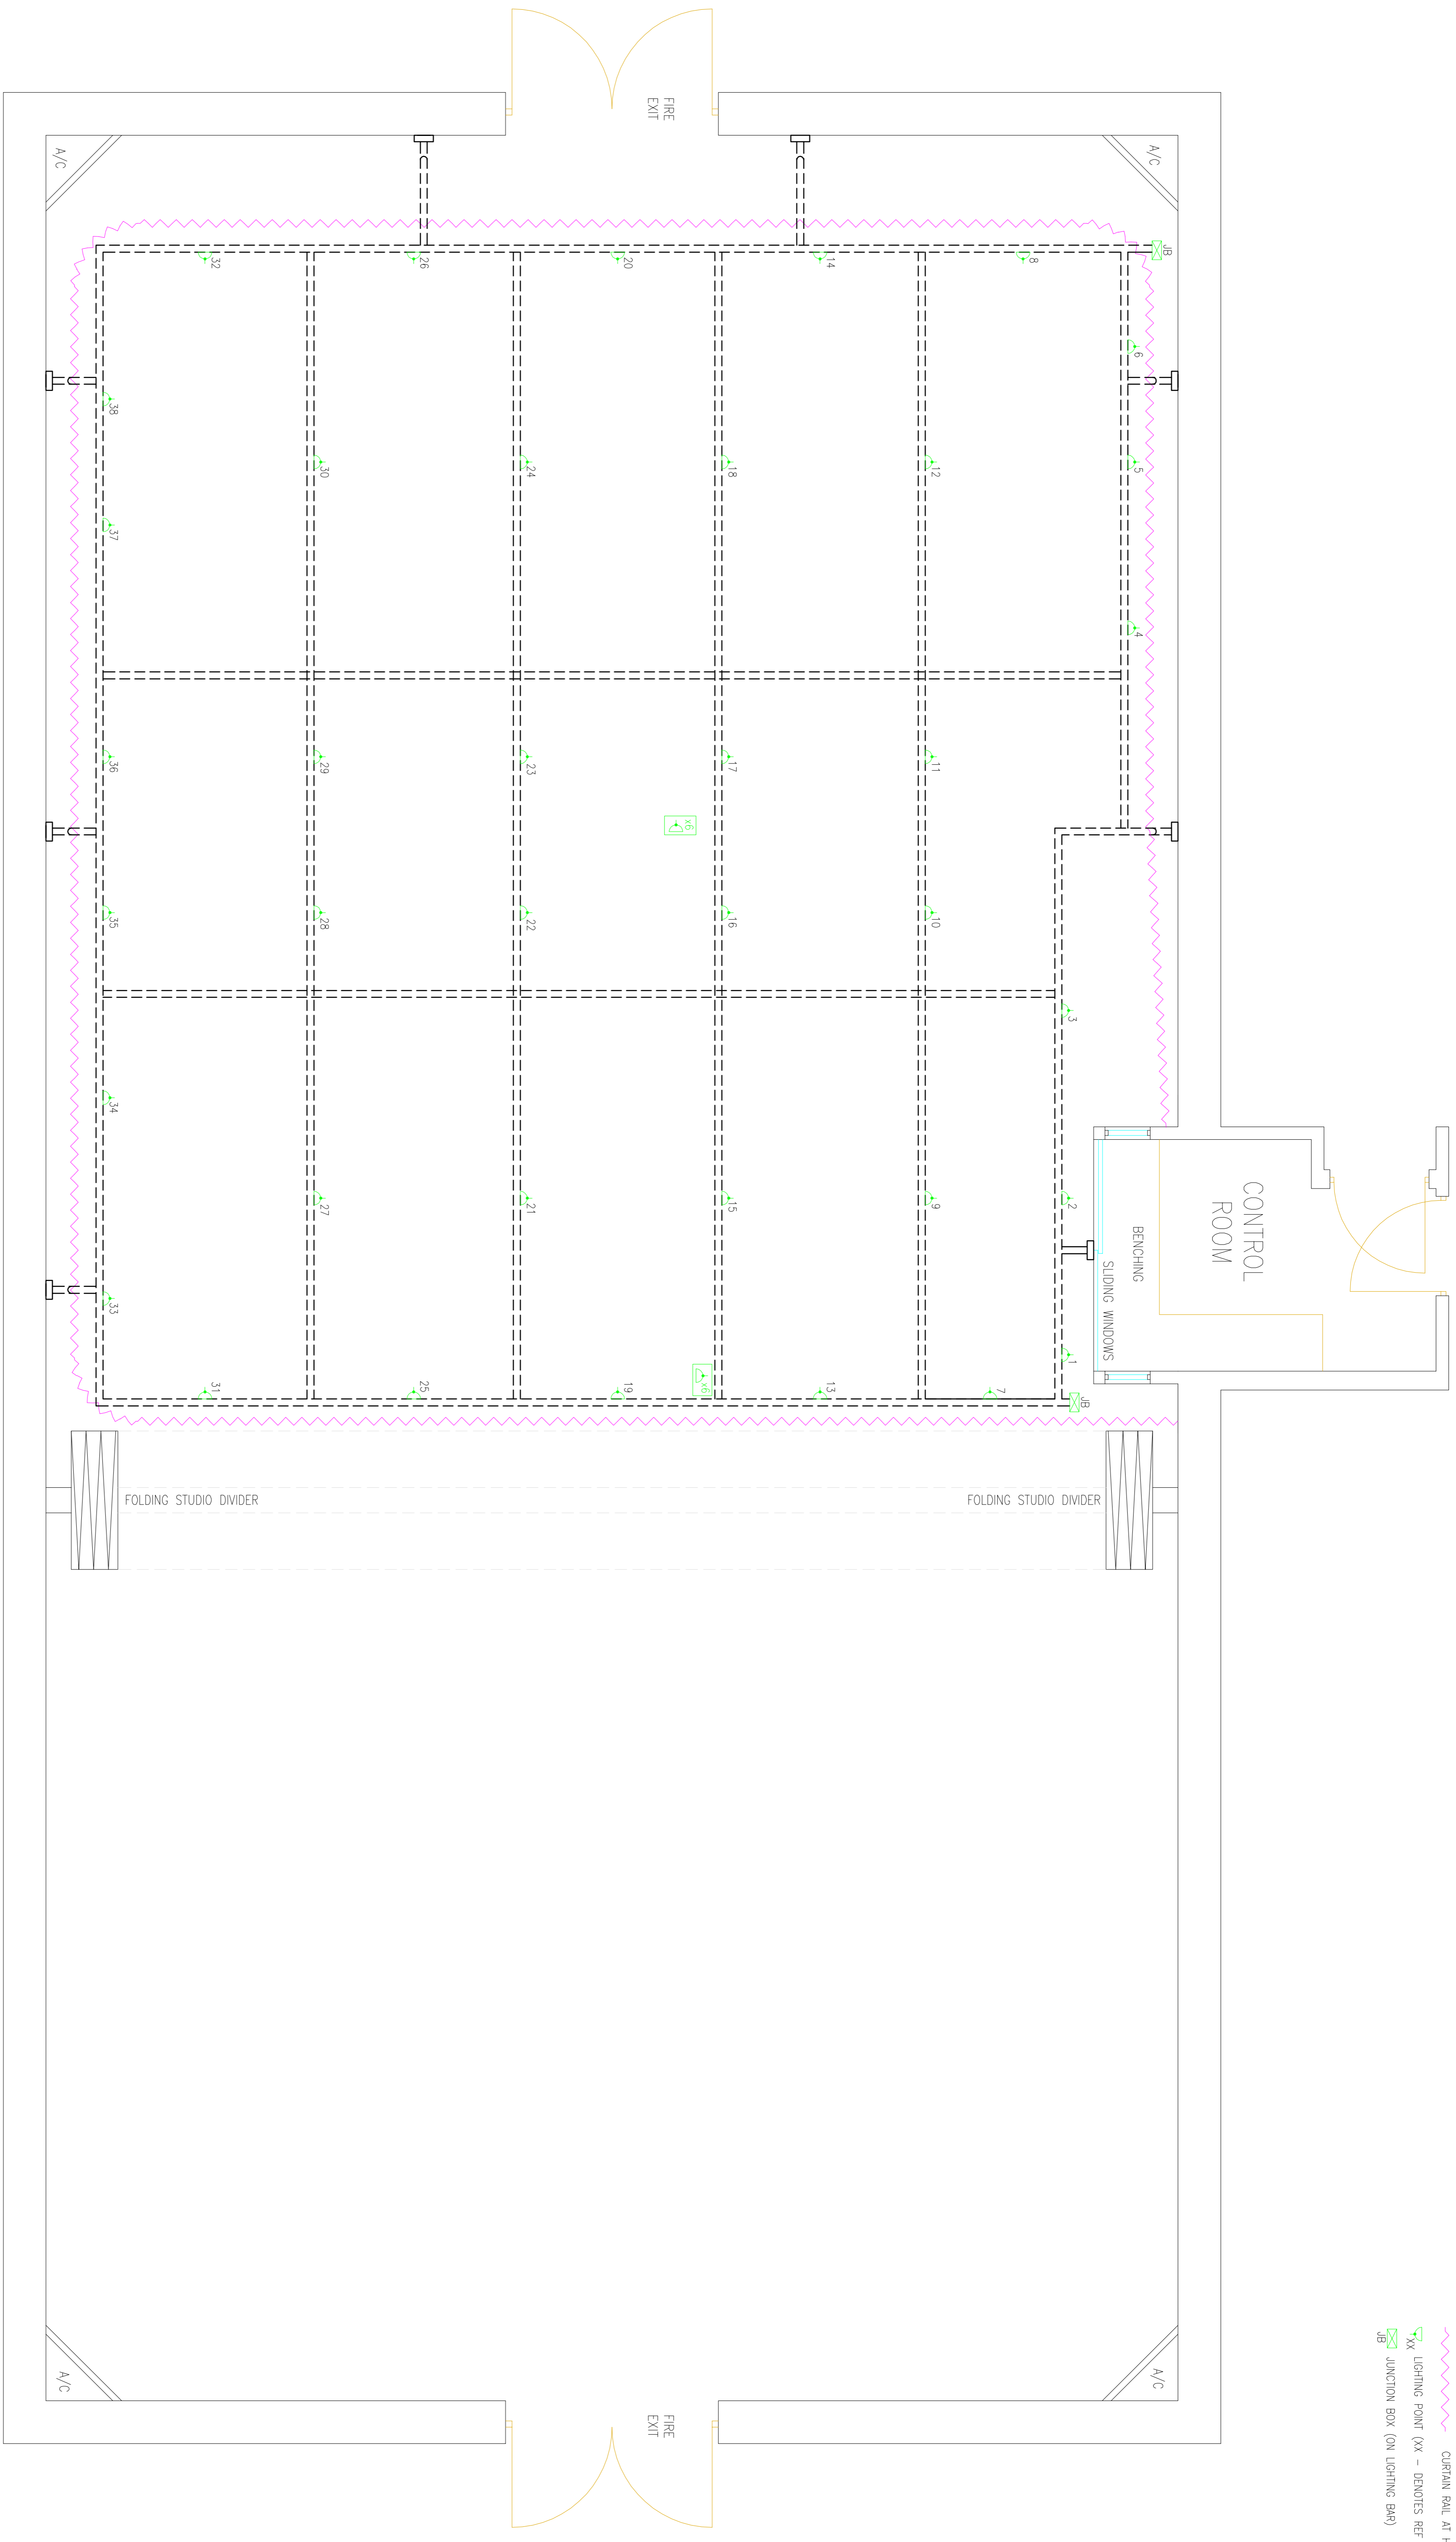 CURTAIN RAIL AT
XX LIGHTING POINT (XX - DENOTES REF
JB JUNCTION BOX (ON LIGHTING BAR)
CONTROL
ROOM
BENCHING
SLIDING WINDOWS
A/C
JB
6
5
4
3
2
1
JB
A/C
8
12
11
10
9
7
14
18
17
16
15
13
FIRE
EXIT
x6
x6
FIRE
EXIT
20
24
23
22
21
19
26
30
29
28
27
25
32
31
38
37
36
35
34
33
A/C
A/C
FOLDING STUDIO DIVIDER
FOLDING STUDIO DIVIDER